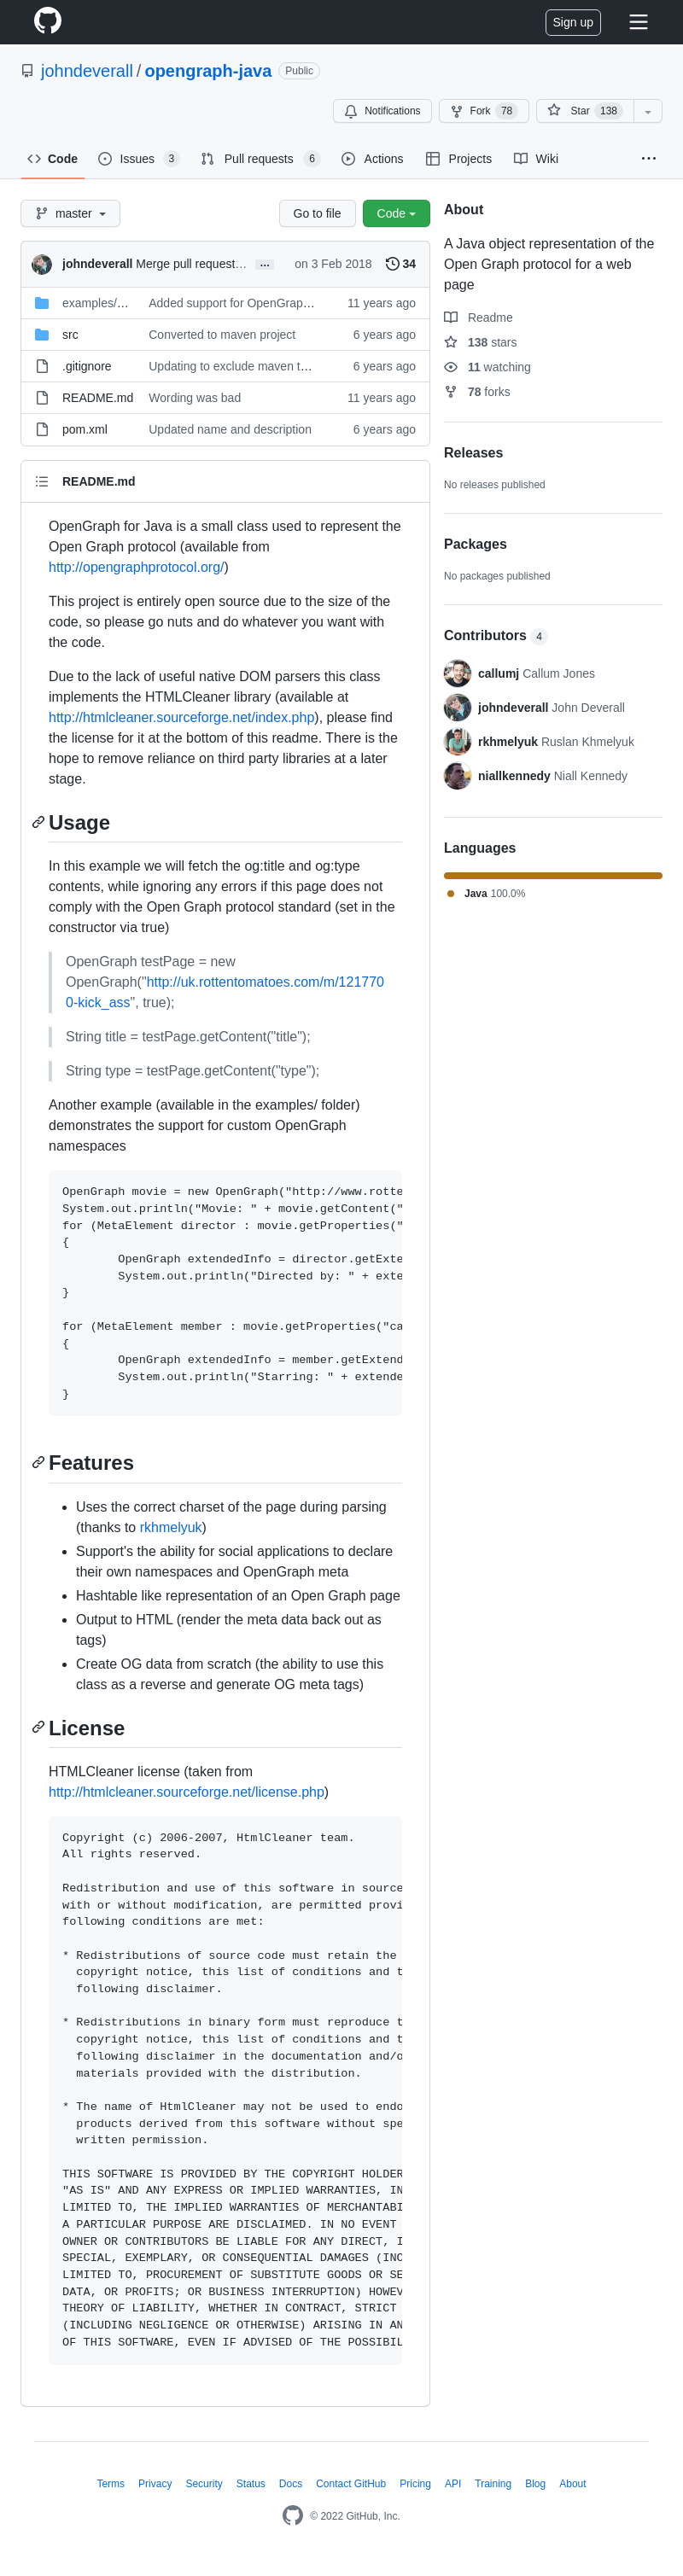 Sign up
johndeverall / opengraph-java Public
Notifications Fork 78 Star 138
Code Issues 3 Pull requests 6 Actions Projects Wiki
master Go to file Code
johndeverall Merge pull request… on 3 Feb 2018 34
examples/… Added support for OpenGrap… 11 years ago
src Converted to maven project 6 years ago
.gitignore Updating to exclude maven t… 6 years ago
README.md Wording was bad 11 years ago
pom.xml Updated name and description 6 years ago
README.md
OpenGraph for Java is a small class used to represent the
Open Graph protocol (available from
http://opengraphprotocol.org/)
This project is entirely open source due to the size of the
code, so please go nuts and do whatever you want with
the code.
Due to the lack of useful native DOM parsers this class
implements the HTMLCleaner library (available at
http://htmlcleaner.sourceforge.net/index.php), please find
the license for it at the bottom of this readme. There is the
hope to remove reliance on third party libraries at a later
stage.
Usage
In this example we will fetch the og:title and og:type
contents, while ignoring any errors if this page does not
comply with the Open Graph protocol standard (set in the
constructor via true)
OpenGraph testPage = new
OpenGraph("http://uk.rottentomatoes.com/m/121770
0-kick_ass", true);
String title = testPage.getContent("title");
String type = testPage.getContent("type");
Another example (available in the examples/ folder)
demonstrates the support for custom OpenGraph
namespaces
OpenGraph movie = new OpenGraph("http://www.rotte
System.out.println("Movie: " + movie.getContent("
for (MetaElement director : movie.getProperties("
{
OpenGraph extendedInfo = director.getExte
System.out.println("Directed by: " + exte
}
for (MetaElement member : movie.getProperties("ca
{
OpenGraph extendedInfo = member.getExtend
System.out.println("Starring: " + extende
}
Features
Uses the correct charset of the page during parsing
(thanks to rkhmelyuk)
Support's the ability for social applications to declare
their own namespaces and OpenGraph meta
Hashtable like representation of an Open Graph page
Output to HTML (render the meta data back out as
tags)
Create OG data from scratch (the ability to use this
class as a reverse and generate OG meta tags)
License
HTMLCleaner license (taken from
http://htmlcleaner.sourceforge.net/license.php)
Copyright (c) 2006-2007, HtmlCleaner team.
All rights reserved.
Redistribution and use of this software in source
with or without modification, are permitted provi
following conditions are met:
* Redistributions of source code must retain the
copyright notice, this list of conditions and t
following disclaimer.
* Redistributions in binary form must reproduce t
copyright notice, this list of conditions and t
following disclaimer in the documentation and/o
materials provided with the distribution.
* The name of HtmlCleaner may not be used to endo
products derived from this software without spe
written permission.
THIS SOFTWARE IS PROVIDED BY THE COPYRIGHT HOLDER
"AS IS" AND ANY EXPRESS OR IMPLIED WARRANTIES, IN
LIMITED TO, THE IMPLIED WARRANTIES OF MERCHANTABI
A PARTICULAR PURPOSE ARE DISCLAIMED. IN NO EVENT
OWNER OR CONTRIBUTORS BE LIABLE FOR ANY DIRECT, I
SPECIAL, EXEMPLARY, OR CONSEQUENTIAL DAMAGES (INC
LIMITED TO, PROCUREMENT OF SUBSTITUTE GOODS OR SE
DATA, OR PROFITS; OR BUSINESS INTERRUPTION) HOWEV
THEORY OF LIABILITY, WHETHER IN CONTRACT, STRICT
(INCLUDING NEGLIGENCE OR OTHERWISE) ARISING IN AN
OF THIS SOFTWARE, EVEN IF ADVISED OF THE POSSIBIL
About
A Java object representation of the
Open Graph protocol for a web
page
Readme
138 stars
11 watching
78 forks
Releases
No releases published
Packages
No packages published
Contributors 4
callumj Callum Jones
johndeverall John Deverall
rkhmelyuk Ruslan Khmelyuk
niallkennedy Niall Kennedy
Languages
Java 100.0%
Terms Privacy Security Status Docs Contact GitHub Pricing API Training Blog About
© 2022 GitHub, Inc.